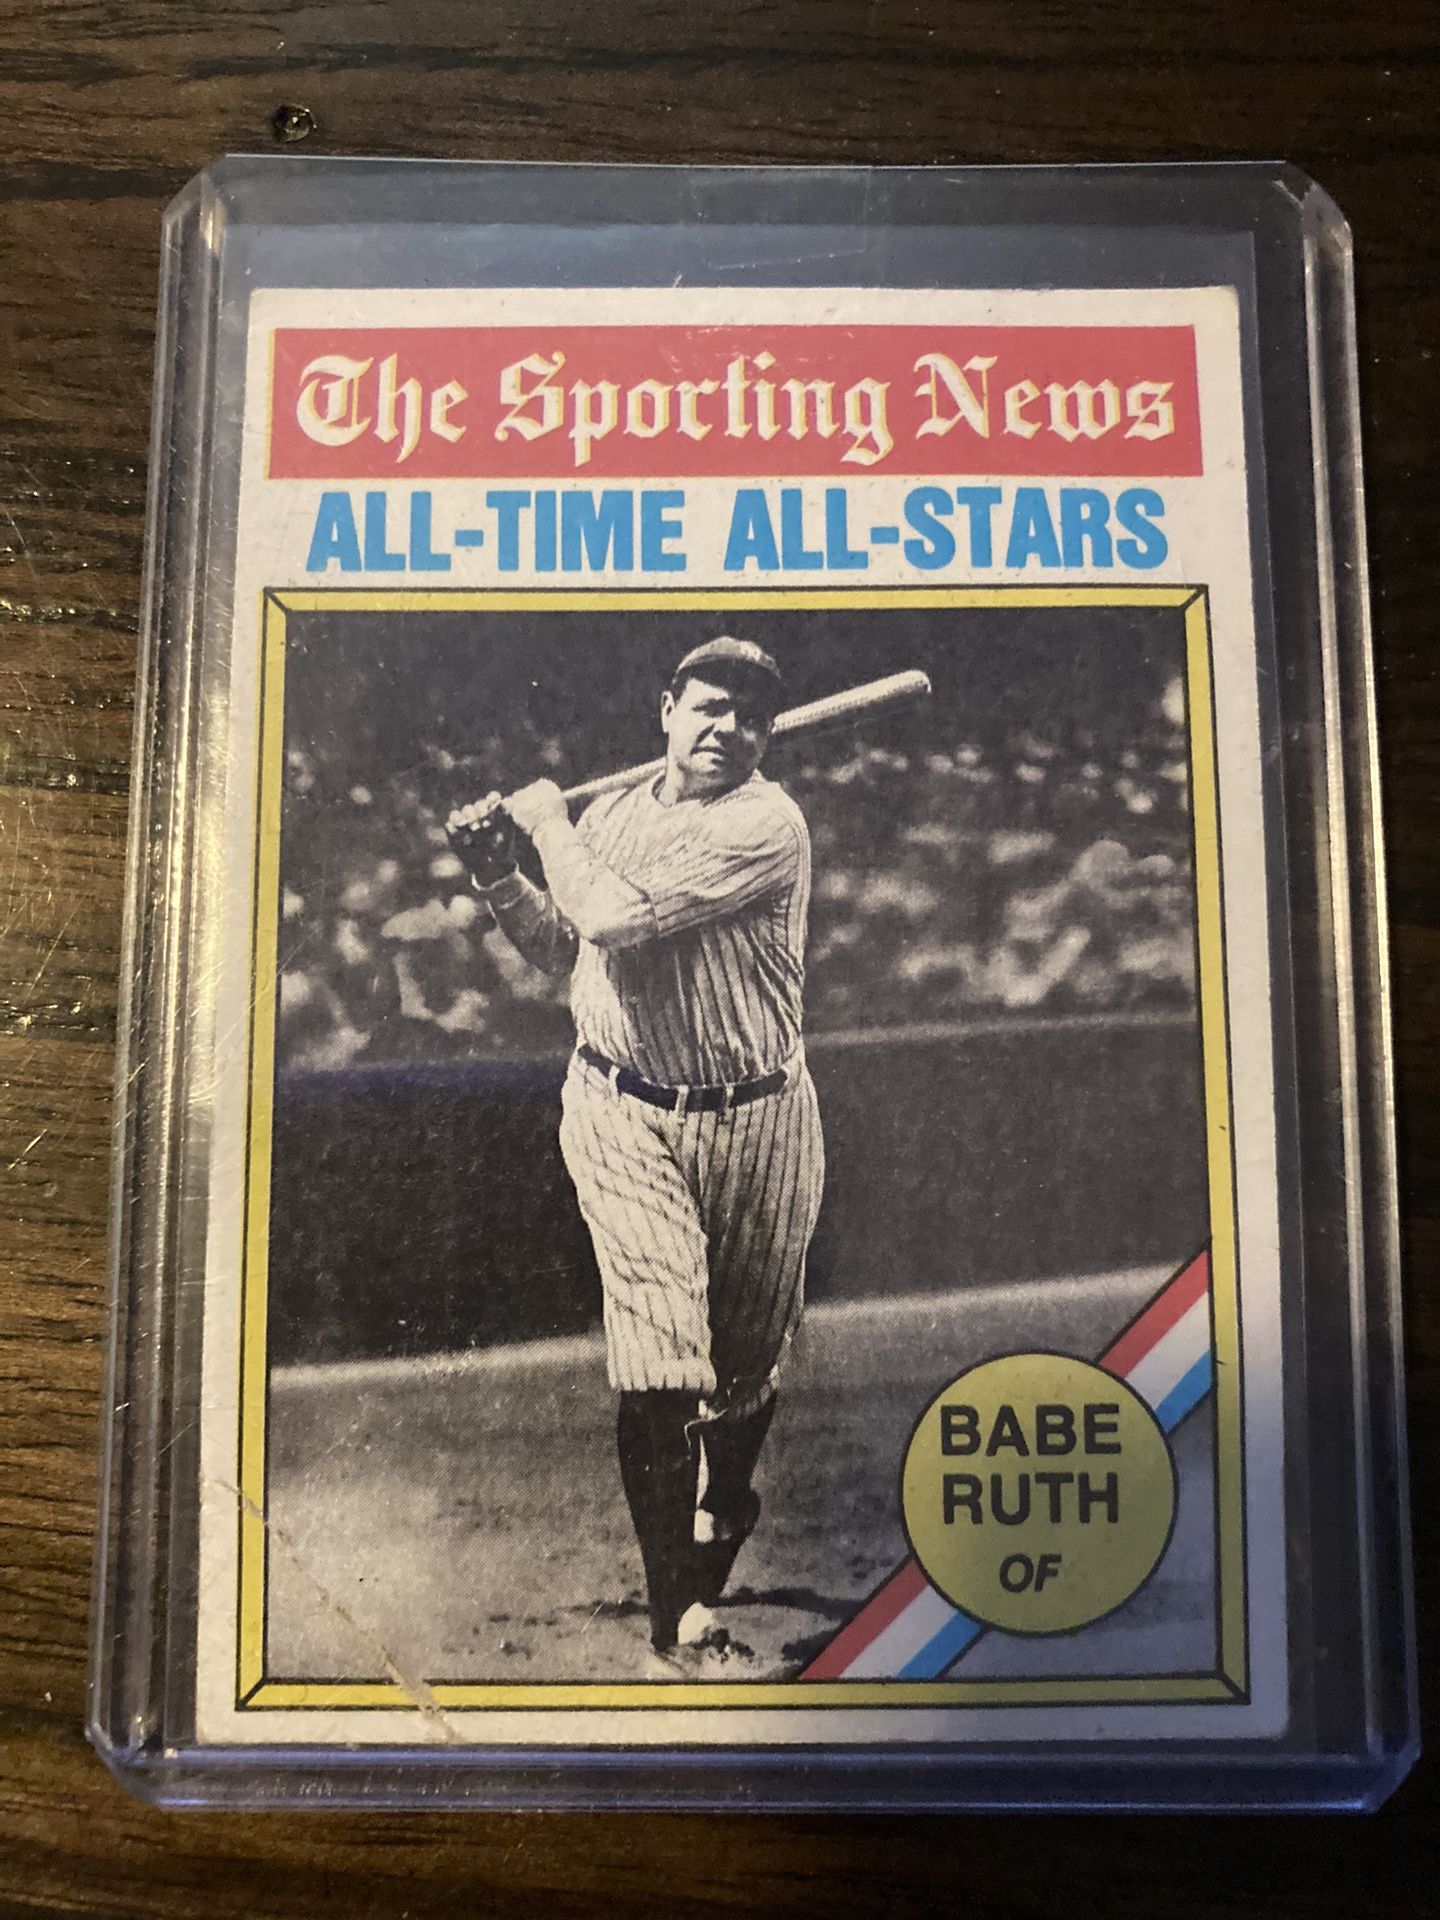 The Sporting News
ALL-TIME ALL-STARS
BABE
RUTH
OF